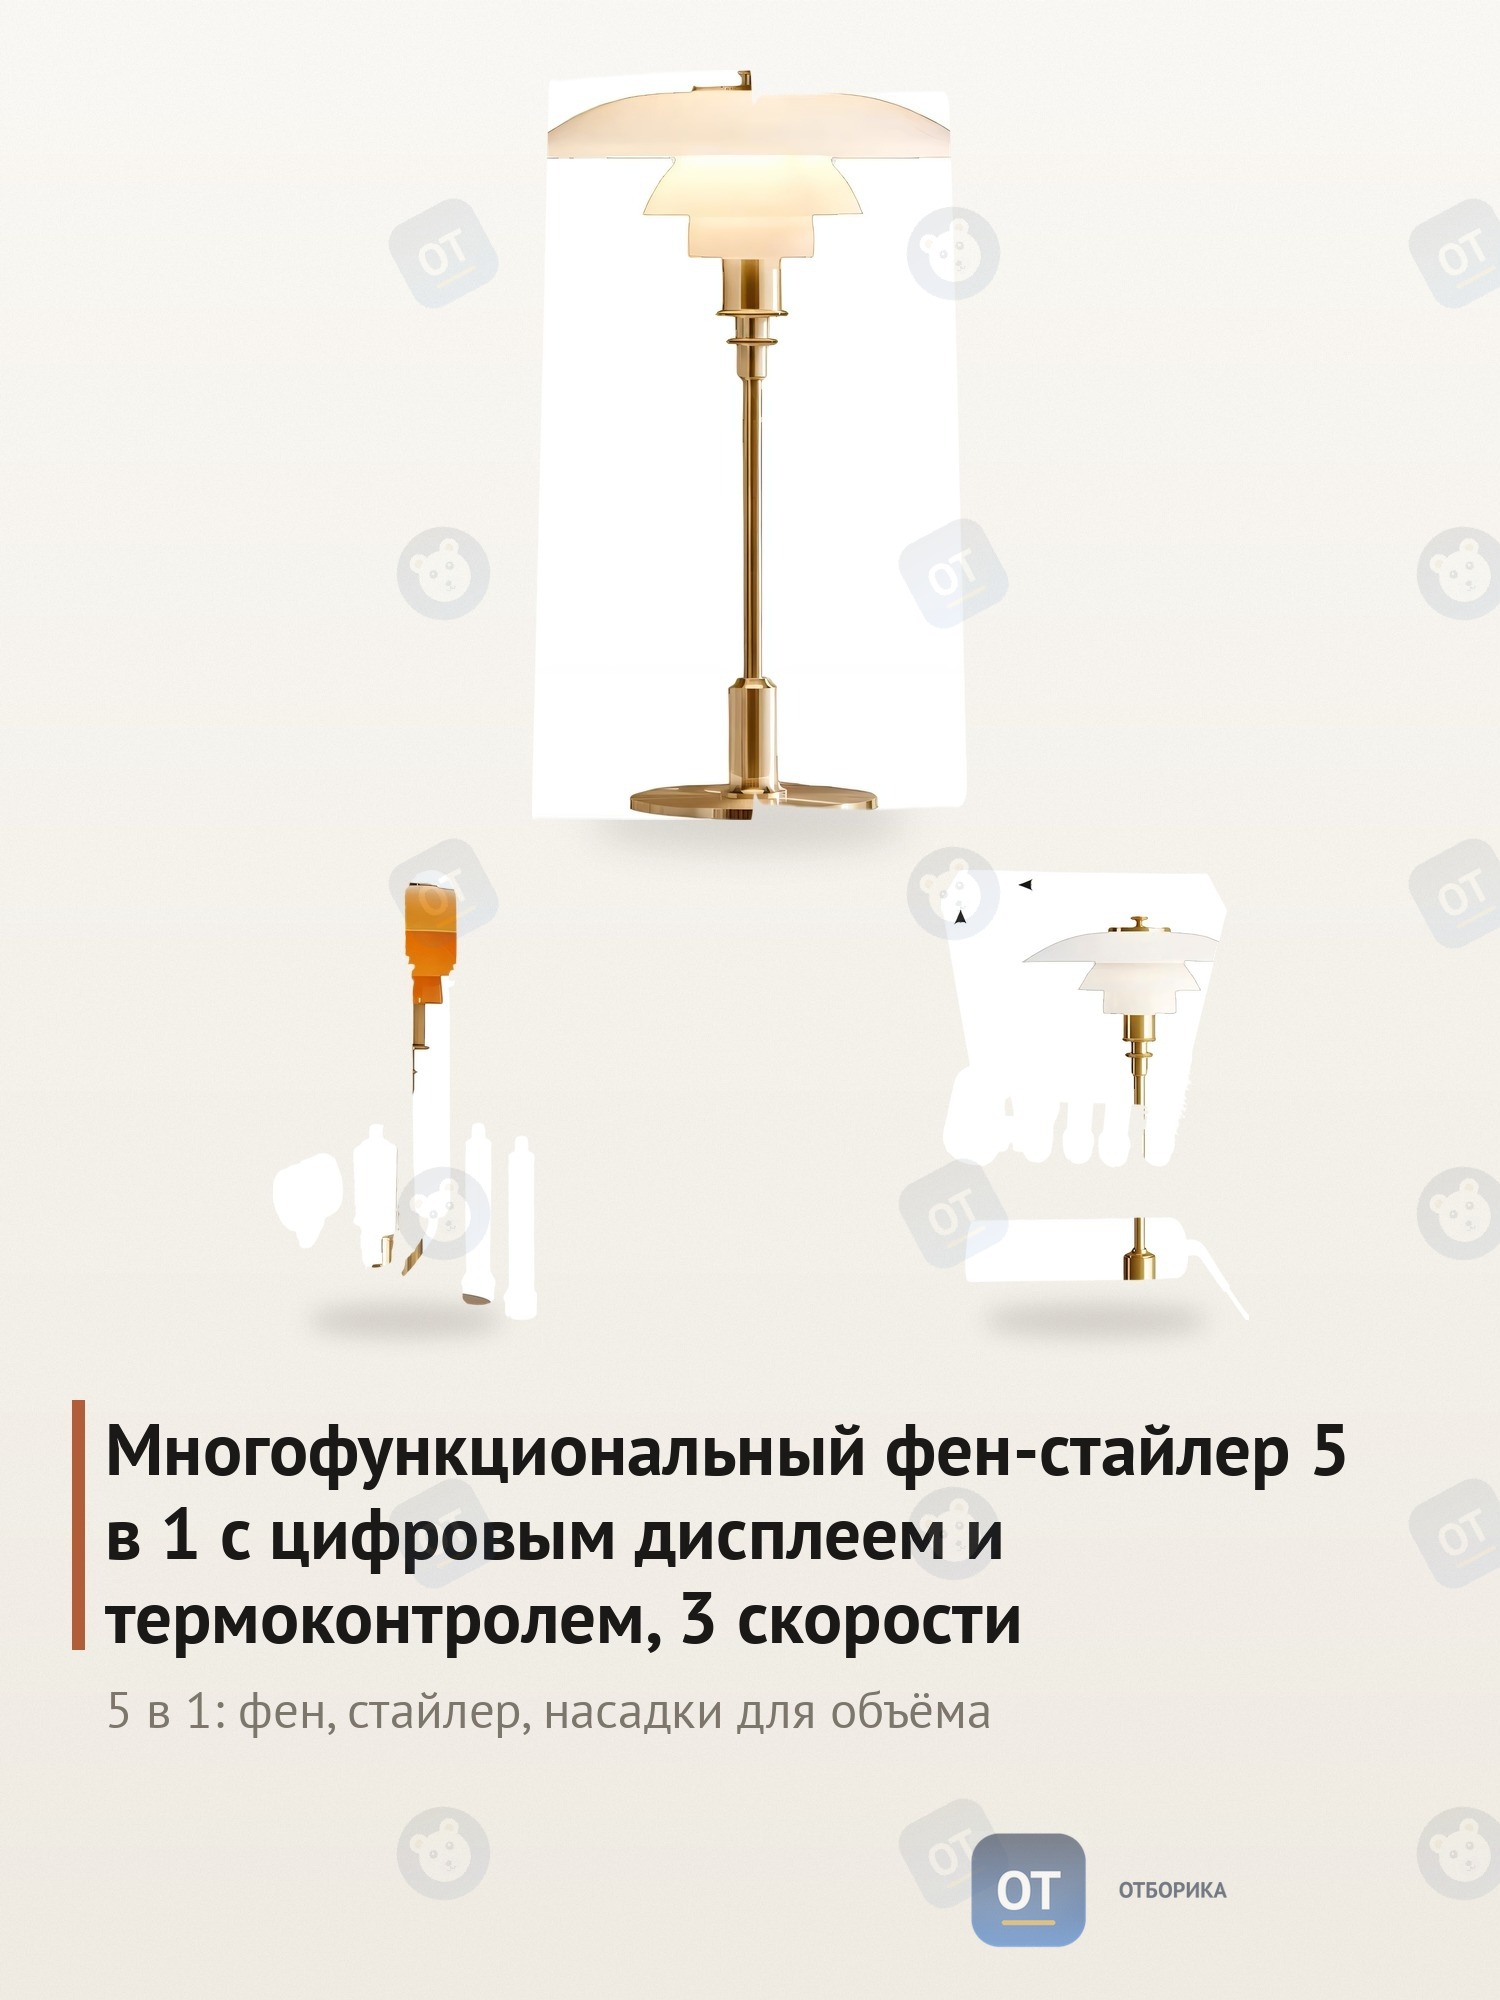 Многофункциональный фен-стайлер 5
в 1 с цифровым дисплеем и
термоконтролем, 3 скорости
5 в 1: фен, стайлер, насадки для объёма
ОТ
ОТБОРИКА